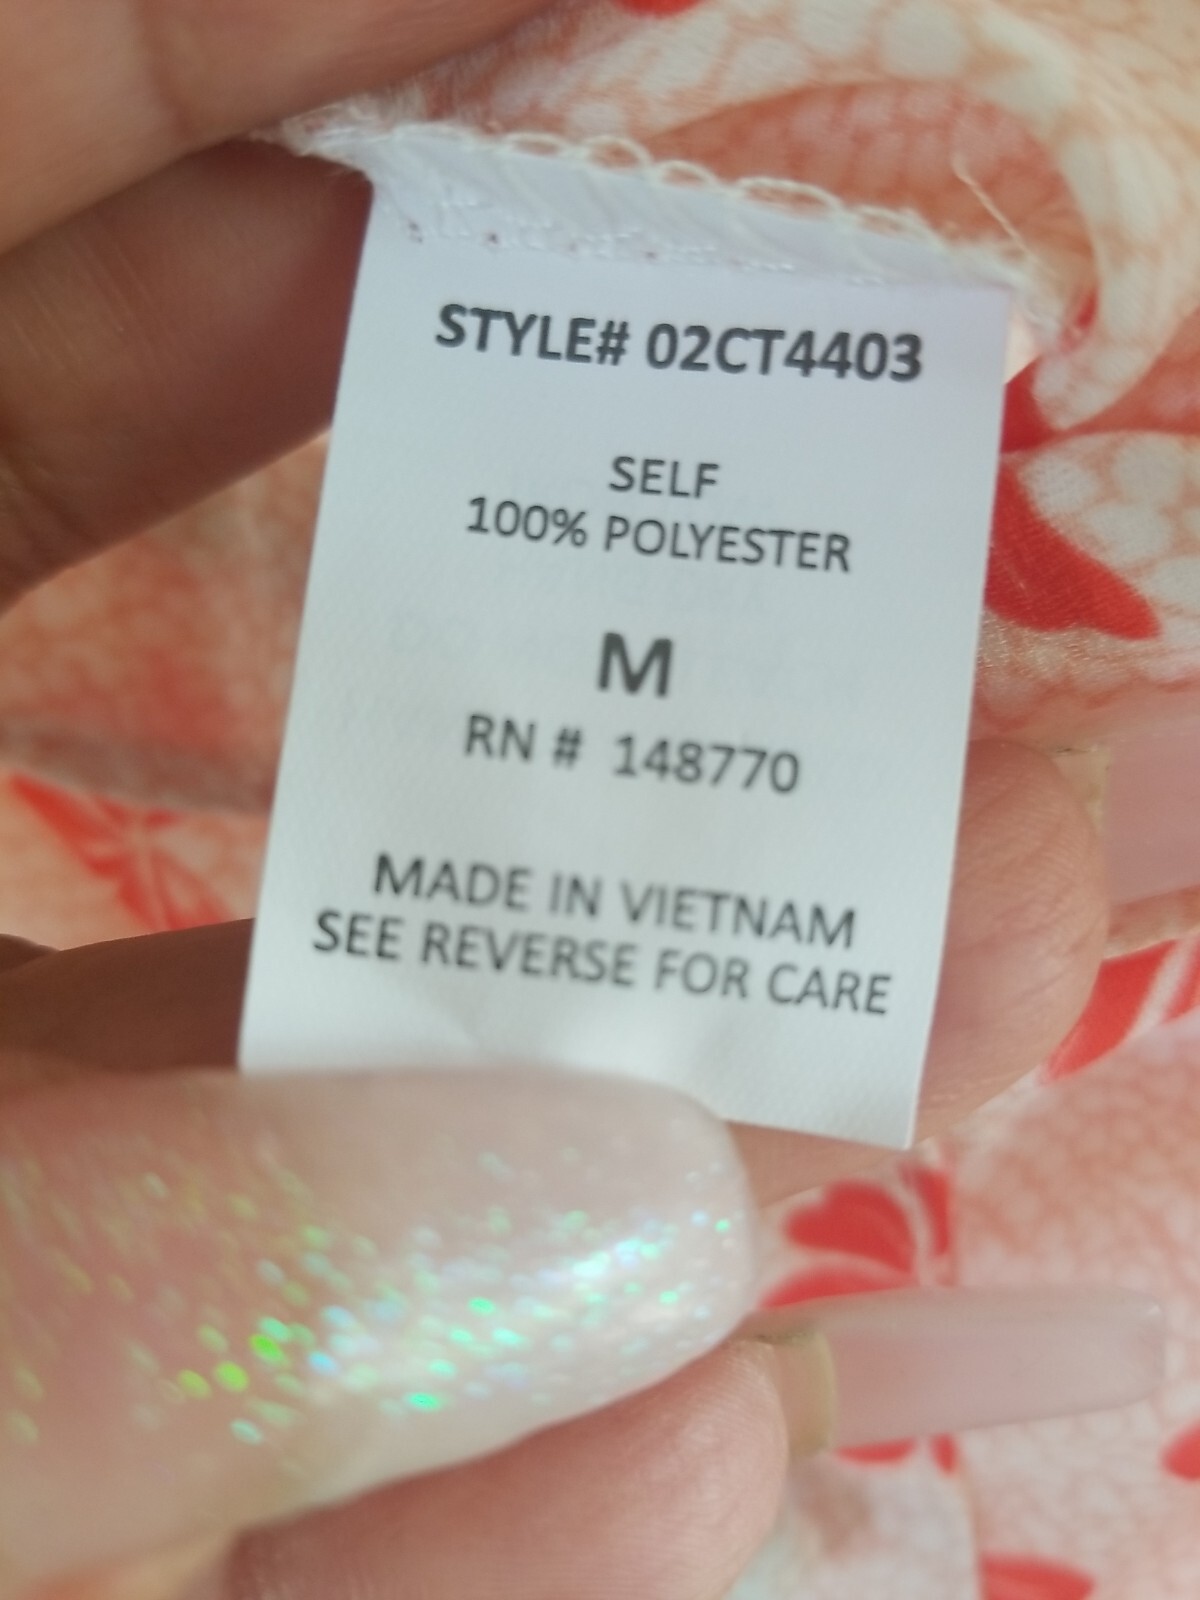 STYLE# 02CT4403
SELF
100% POLYESTER
M
RN # 148770
MADE IN VIETNAM
SEE REVERSE FOR CARE